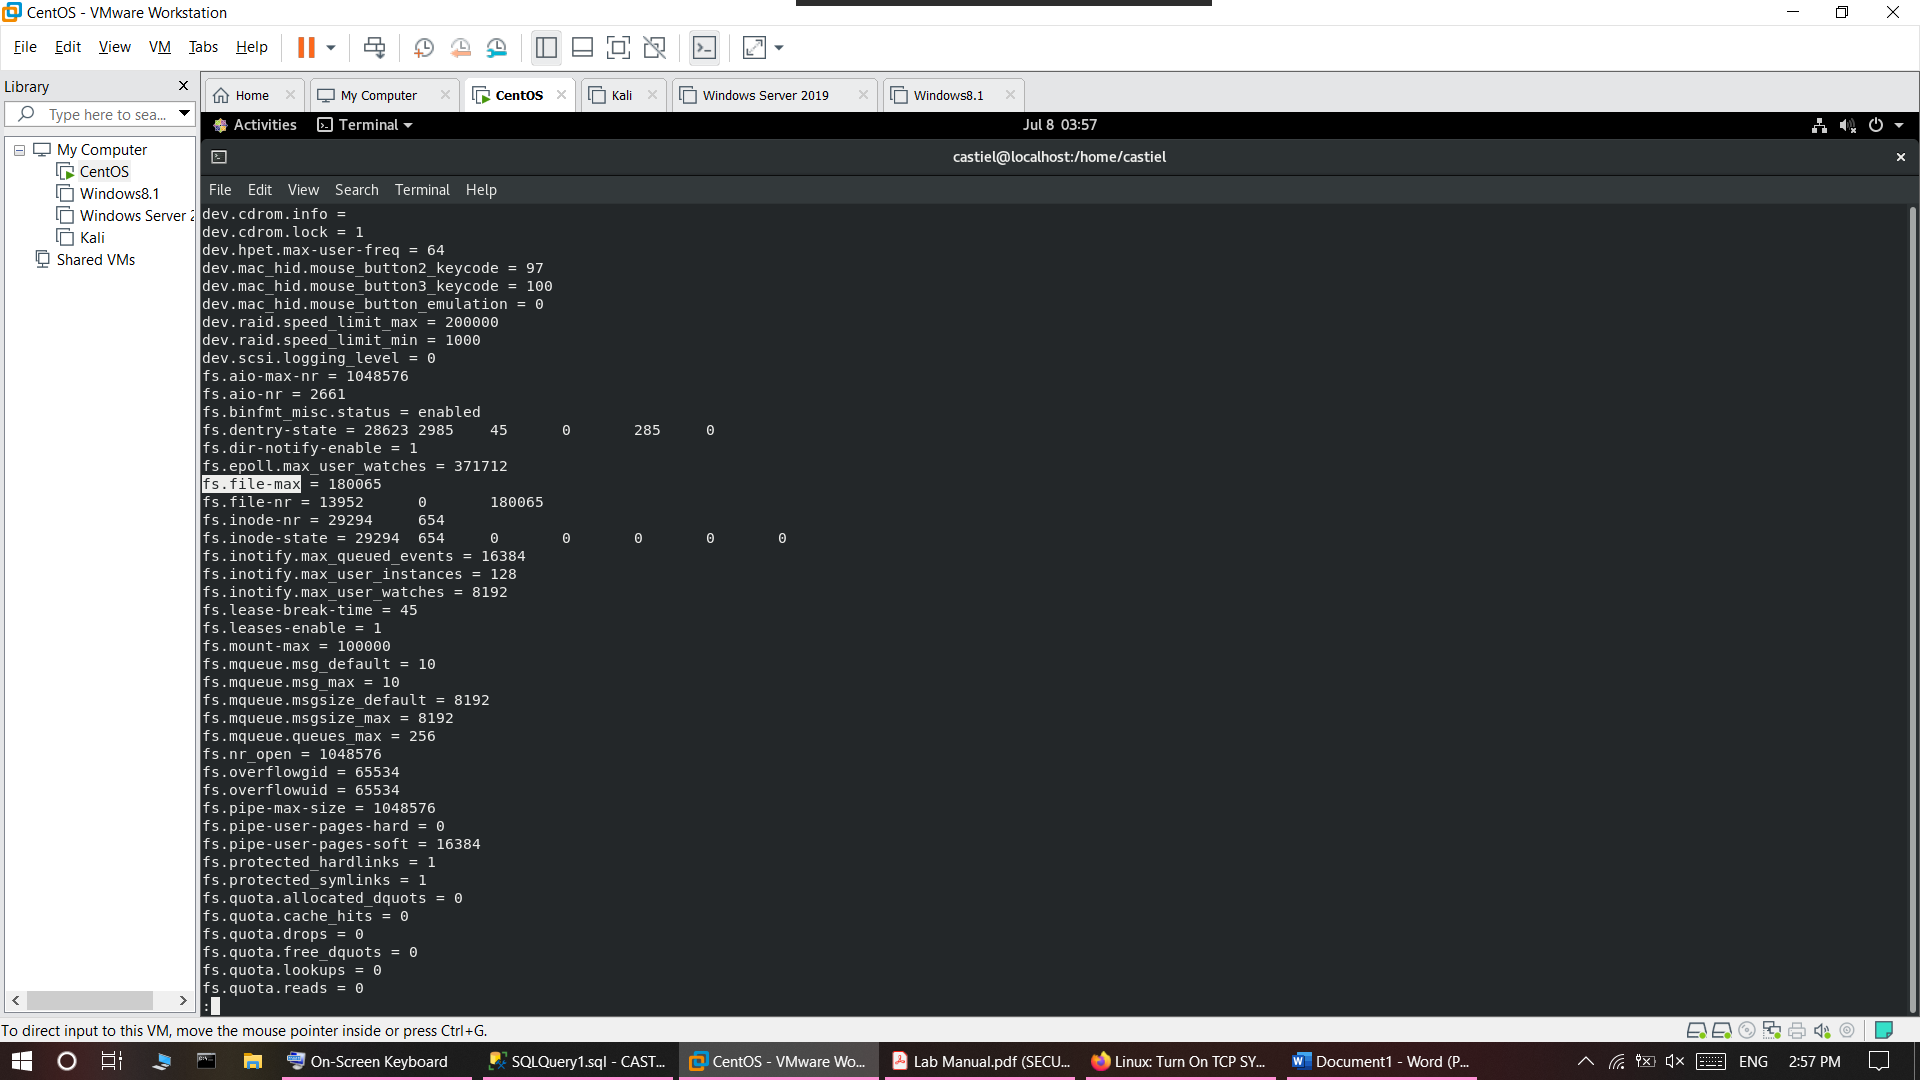 CentOS - VMware Workstation
File Edit View VM Tabs Help
Library
Type here to sea...
Home
My Computer
CentOS
Kali
Windows Server 2019
Windows8.1
My Computer
CentOS
Windows8.1
Windows Server 2
Kali
Shared VMs
Activities Terminal Jul 8 03:57
castiel@localhost:/home/castiel
File Edit View Search Terminal Help
dev.cdrom.info =
dev.cdrom.lock = 1
dev.hpet.max-user-freq = 64
dev.mac_hid.mouse_button2_keycode = 97
dev.mac_hid.mouse_button3_keycode = 100
dev.mac_hid.mouse_button_emulation = 0
dev.raid.speed_limit_max = 200000
dev.raid.speed_limit_min = 1000
dev.scsi.logging_level = 0
fs.aio-max-nr = 1048576
fs.aio-nr = 2661
fs.binfmt_misc.status = enabled
fs.dentry-state = 28623 2985 45 0 285 0
fs.dir-notify-enable = 1
fs.epoll.max_user_watches = 371712
fs.file-max = 180065
fs.file-nr = 13952 0 180065
fs.inode-nr = 29294 654
fs.inode-state = 29294 654 0 0 0 0 0
fs.inotify.max_queued_events = 16384
fs.inotify.max_user_instances = 128
fs.inotify.max_user_watches = 8192
fs.lease-break-time = 45
fs.leases-enable = 1
fs.mount-max = 100000
fs.mqueue.msg_default = 10
fs.mqueue.msg_max = 10
fs.mqueue.msgsize_default = 8192
fs.mqueue.msgsize_max = 8192
fs.mqueue.queues_max = 256
fs.nr_open = 1048576
fs.overflowgid = 65534
fs.overflowuid = 65534
fs.pipe-max-size = 1048576
fs.pipe-user-pages-hard = 0
fs.pipe-user-pages-soft = 16384
fs.protected_hardlinks = 1
fs.protected_symlinks = 1
fs.quota.allocated_dquots = 0
fs.quota.cache_hits = 0
fs.quota.drops = 0
fs.quota.free_dquots = 0
fs.quota.lookups = 0
fs.quota.reads = 0
:
To direct input to this VM, move the mouse pointer inside or press Ctrl+G.
On-Screen Keyboard
SQLQuery1.sql - CAST...
CentOS - VMware Wo...
Lab Manual.pdf (SECU...
Linux: Turn On TCP SY...
Document1 - Word (P...
ENG
2:57 PM